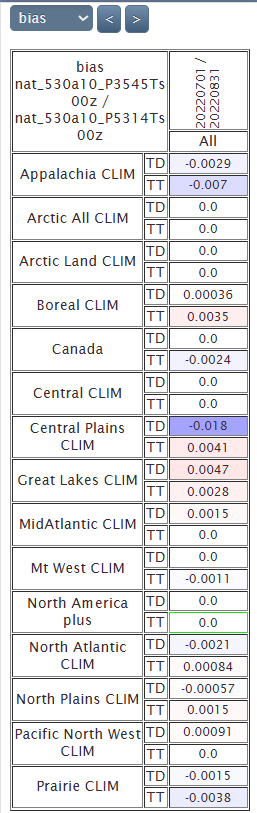 bias
<
>
bias
nat_530a10_P3545Ts
00z /
nat_530a10_P5314Ts
00z
20220701 /
20220831
All
Appalachia CLIM
TD
-0.0029
TT
-0.007
Arctic All CLIM
TD
0.0
TT
0.0
Arctic Land CLIM
TD
0.0
TT
0.0
Boreal CLIM
TD
0.00036
TT
0.0035
Canada
TD
0.0
TT
-0.0024
Central CLIM
TD
0.0
TT
0.0
Central Plains
CLIM
TD
-0.018
TT
0.0041
Great Lakes CLIM
TD
0.0047
TT
0.0028
MidAtlantic CLIM
TD
0.0015
TT
0.0
Mt West CLIM
TD
0.0
TT
-0.0011
North America
plus
TD
0.0
TT
0.0
North Atlantic
CLIM
TD
-0.0021
TT
0.00084
North Plains CLIM
TD
-0.00057
TT
0.0015
Pacific North West
CLIM
TD
0.00091
TT
0.0
Prairie CLIM
TD
-0.0015
TT
-0.0038